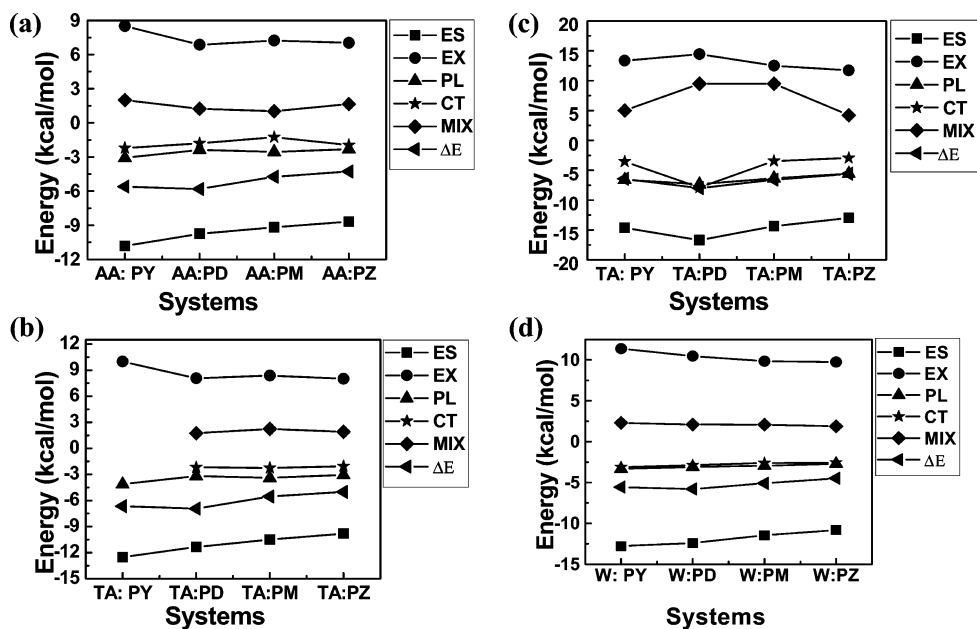 (a)
Energy (kcal/mol)
9
6
3
0
-3
-6
-9
-12
AA: PY AA:PD AA:PM AA:PZ
Systems
ES
EX
PL
CT
MIX
ΔE
(c)
Energy (kcal/mol)
20
15
10
5
0
-5
-10
-15
-20
TA: PY TA:PD TA:PM TA:PZ
Systems
ES
EX
PL
CT
MIX
ΔE
(b)
Energy (kcal/mol)
12
9
6
3
0
-3
-6
-9
-12
-15
TA: PY TA:PD TA:PM TA:PZ
Systems
ES
EX
PL
CT
MIX
ΔE
(d)
Energy (kcal/mol)
10
5
0
-5
-10
-15
W: PY W:PD W:PM W:PZ
Systems
ES
EX
PL
CT
MIX
ΔE